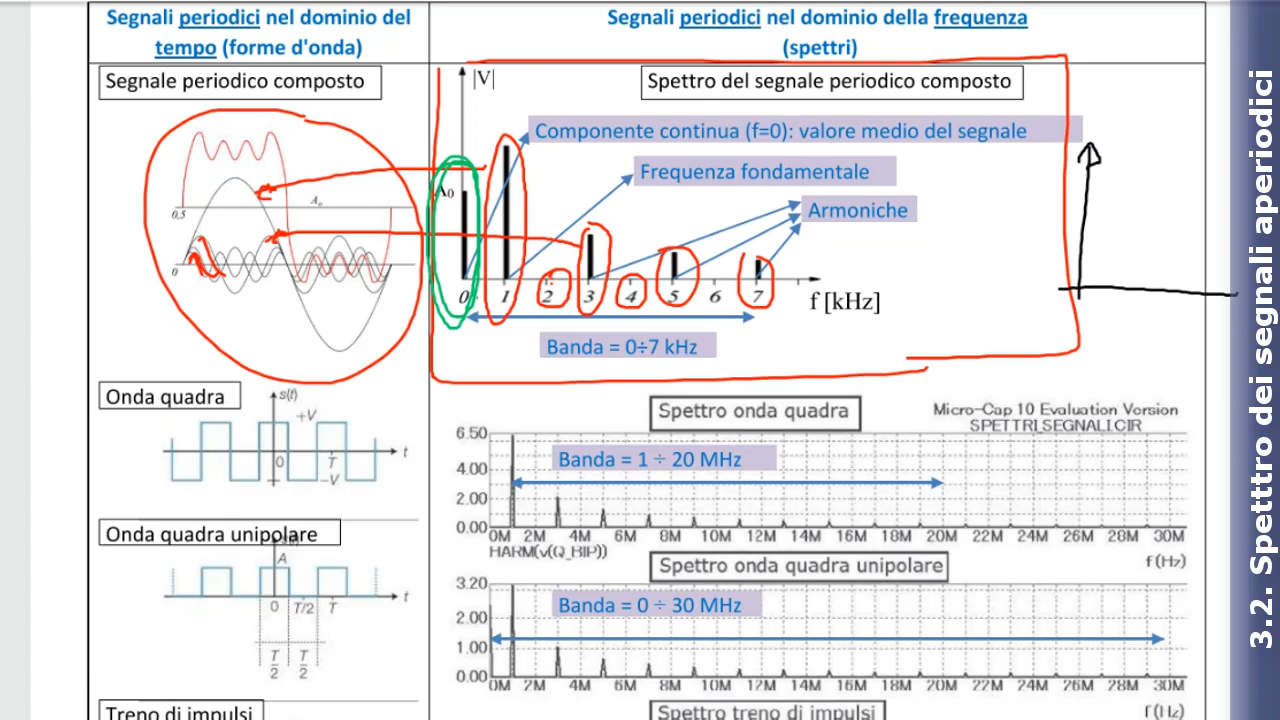 Segnali periodici nel dominio del
tempo (forme d'onda)
Segnali periodici nel dominio della frequenza
(spettri)
Segnale periodico composto
0,5
Ao
0
|V|
Spettro del segnale periodico composto
Componente continua (f=0): valore medio del segnale
Frequenza fondamentale
A0
Armoniche
0 1 2 3 4 5 6 7
f [kHz]
Banda = 0÷7 kHz
Onda quadra
s(t)
+V
0 T t
-V
Spettro onda quadra
Micro-Cap 10 Evaluation Version
SPETTRI_SEGNALI.CIR
6.50
Banda = 1 ÷ 20 MHz
4.00
2.00
0.00
0M 2M 4M 6M 8M 10M 12M 14M 16M 18M 20M 22M 24M 26M 28M 30M
HARM(v(Q_BIP))
f(Hz)
Onda quadra unipolare
A
0 T/2 T t
T/2 T/2
Spettro onda quadra unipolare
3.20
Banda = 0 ÷ 30 MHz
2.00
1.00
0.00
0M 2M 4M 6M 8M 10M 12M 14M 16M 18M 20M 22M 24M 26M 28M 30M
f(Hz)
Treno di impulsi
Spettro treno di impulsi
3.2. Spettro dei segnali aperiodici